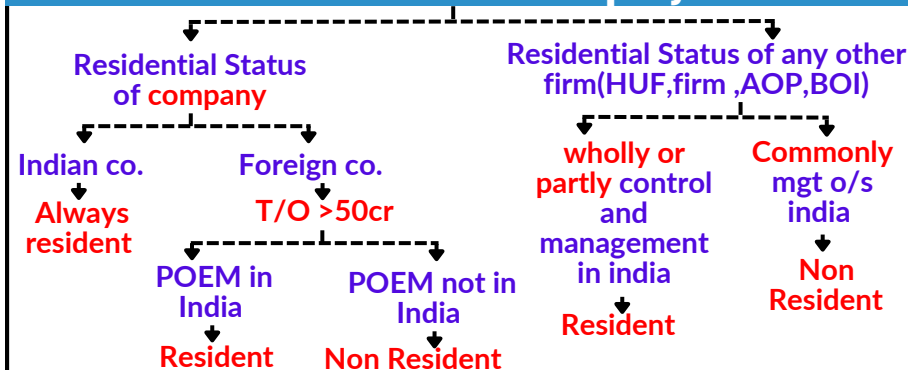 Residential Status
of company
Indian co.
Always
resident
Foreign co.
T/O >50cr
POEM in
India
Resident
POEM not in
India
Non Resident
Residential Status of any other
firm(HUF,firm ,AOP,BOI)
wholly or
partly control
and
management
in india
Resident
Commonly
mgt o/s
india
Non
Resident